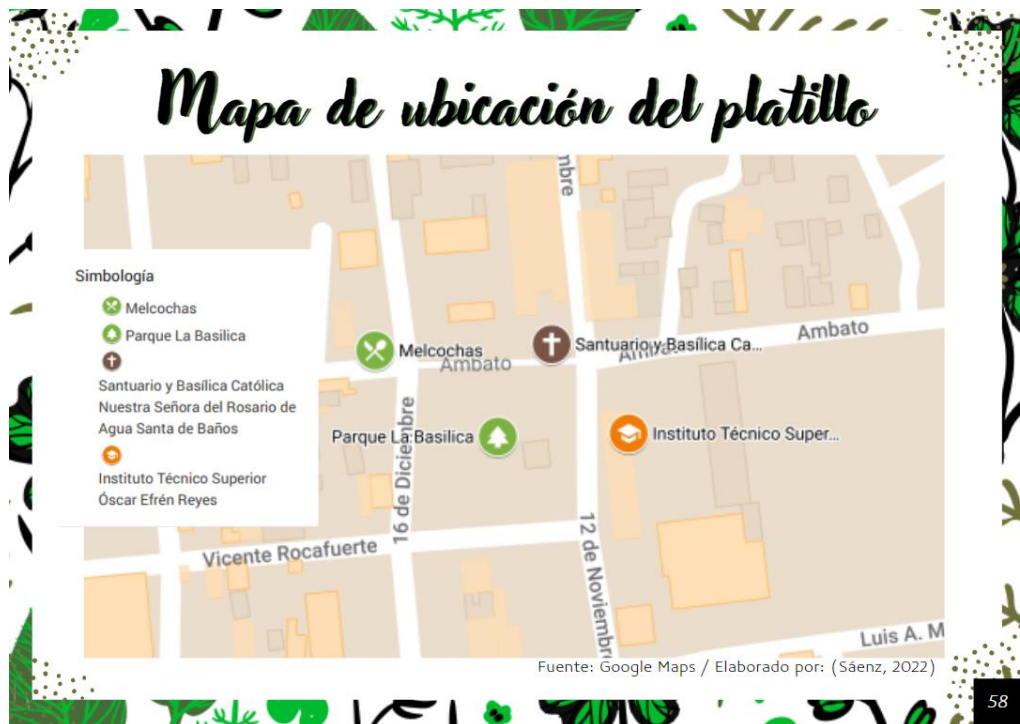 Mapa de ubicación del platillo
mbre
Simbología
Melcochas
Parque La Basilica
Santuario y Basílica Católica
Nuestra Señora del Rosario de
Agua Santa de Baños
Instituto Técnico Superior
Óscar Efrén Reyes
Melcochas
Ambato
Santuario y Basílica Ca...
Ambato
Parque La Basilica
16 de Diciembre
Instituto Técnico Super...
Vicente Rocafuerte
12 de Noviembre
Luis A. M
Fuente: Google Maps / Elaborado por: (Sáenz, 2022)
58